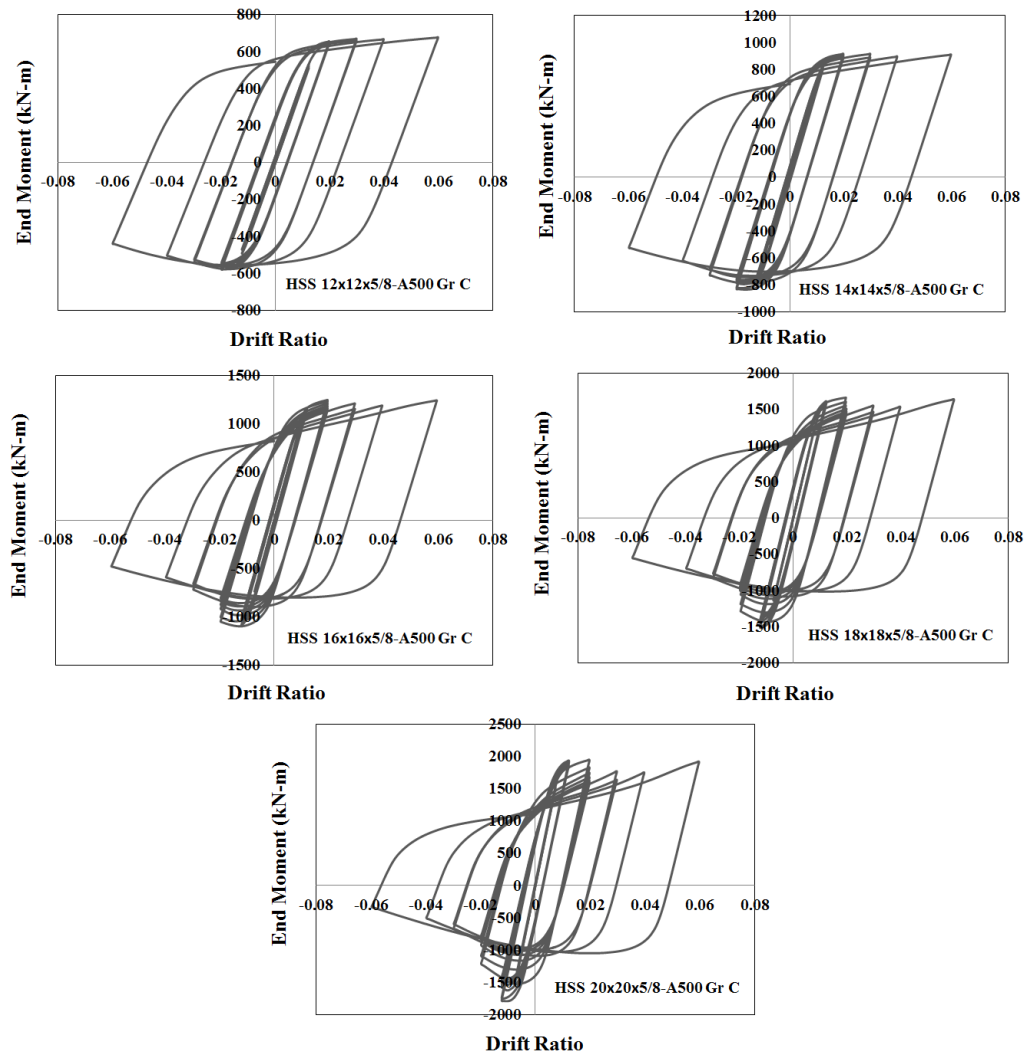 800
600
400
200
0
-200
-400
-600
-800
-0.08 -0.06 -0.04 -0.02 0 0.02 0.04 0.06 0.08
End Moment (kN-m)
HSS 12x12x5/8-A500 Gr C
Drift Ratio
1200
1000
800
600
400
200
0
-200
-400
-600
-800
-1000
-0.08 -0.06 -0.04 -0.02 0 0.02 0.04 0.06 0.08
End Moment (kN-m)
HSS 14x14x5/8-A500 Gr C
Drift Ratio
1500
1000
500
0
-500
-1000
-1500
-0.08 -0.06 -0.04 -0.02 0 0.02 0.04 0.06 0.08
End Moment (kN-m)
HSS 16x16x5/8-A500 Gr C
Drift Ratio
2000
1500
1000
500
0
-500
-1000
-1500
-2000
-0.08 -0.06 -0.04 -0.02 0 0.02 0.04 0.06 0.08
End Moment (kN-m)
HSS 18x18x5/8-A500 Gr C
Drift Ratio
2500
2000
1500
1000
500
0
-500
-1000
-1500
-2000
-0.08 -0.06 -0.04 -0.02 0 0.02 0.04 0.06 0.08
End Moment (kN-m)
HSS 20x20x5/8-A500 Gr C
Drift Ratio